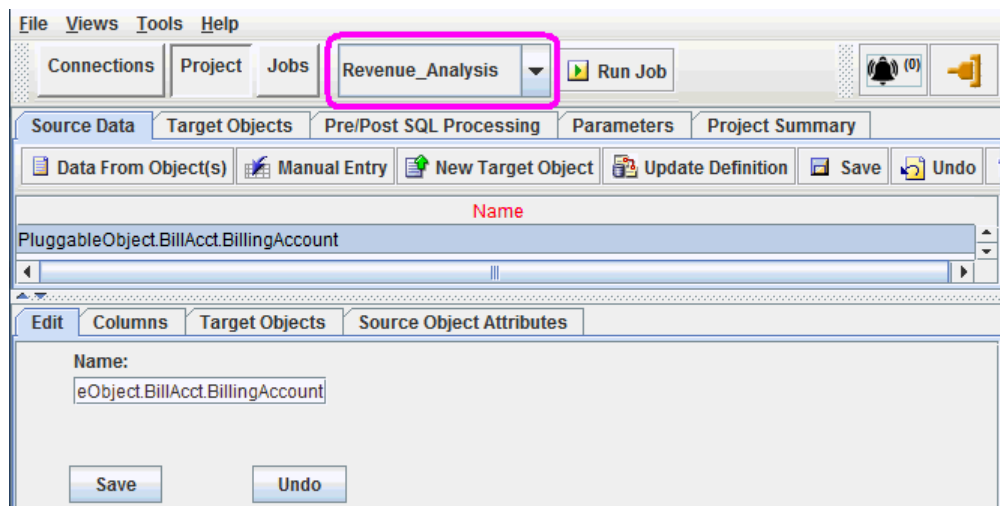 File Views Tools Help
Connections Project Jobs Revenue_Analysis Run Job (0)
Source Data Target Objects Pre/Post SQL Processing Parameters Project Summary
Data From Object(s) Manual Entry New Target Object Update Definition Save Undo
Name
PluggableObject.BillAcct.BillingAccount
Edit Columns Target Objects Source Object Attributes
Name:
eObject.BillAcct.BillingAccount
Save Undo